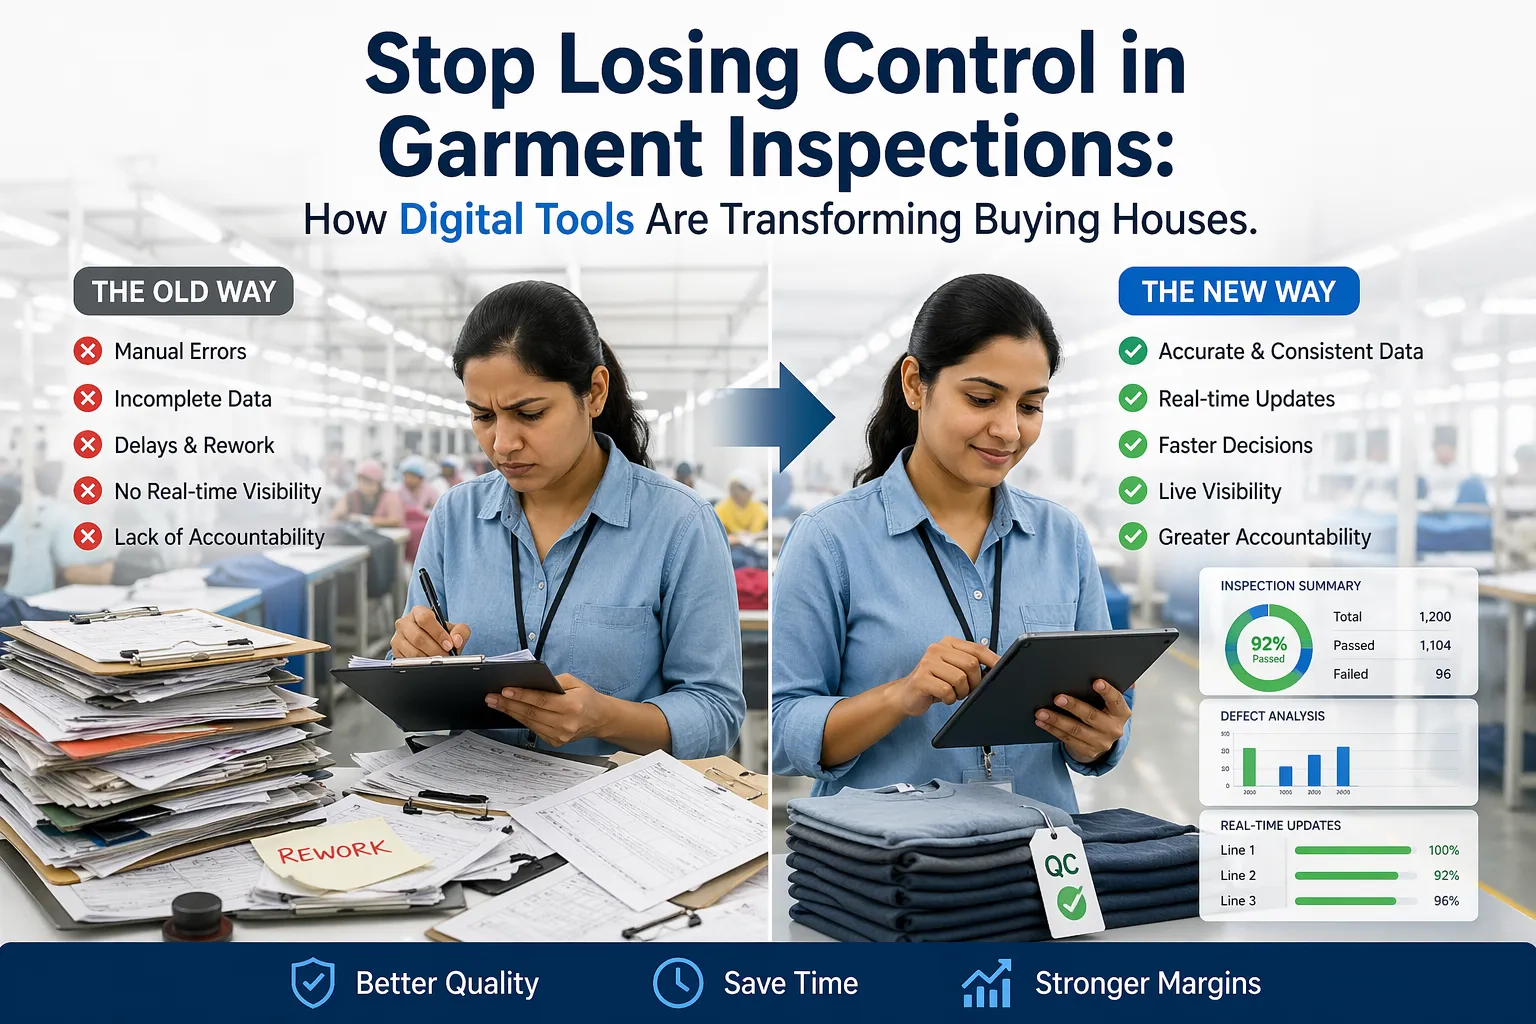 Stop Losing Control in
Garment Inspections:
How Digital Tools Are Transforming Buying Houses.
THE OLD WAY
Manual Errors
Incomplete Data
Delays & Rework
No Real-time Visibility
Lack of Accountability
REWORK
THE NEW WAY
Accurate & Consistent Data
Real-time Updates
Faster Decisions
Live Visibility
Greater Accountability
INSPECTION SUMMARY
92%
Passed
Total 1,200
Passed 1,104
Failed 96
DEFECT ANALYSIS
REAL-TIME UPDATES
Line 1 100%
Line 2 92%
Line 3 96%
QC
Better Quality
Save Time
Stronger Margins